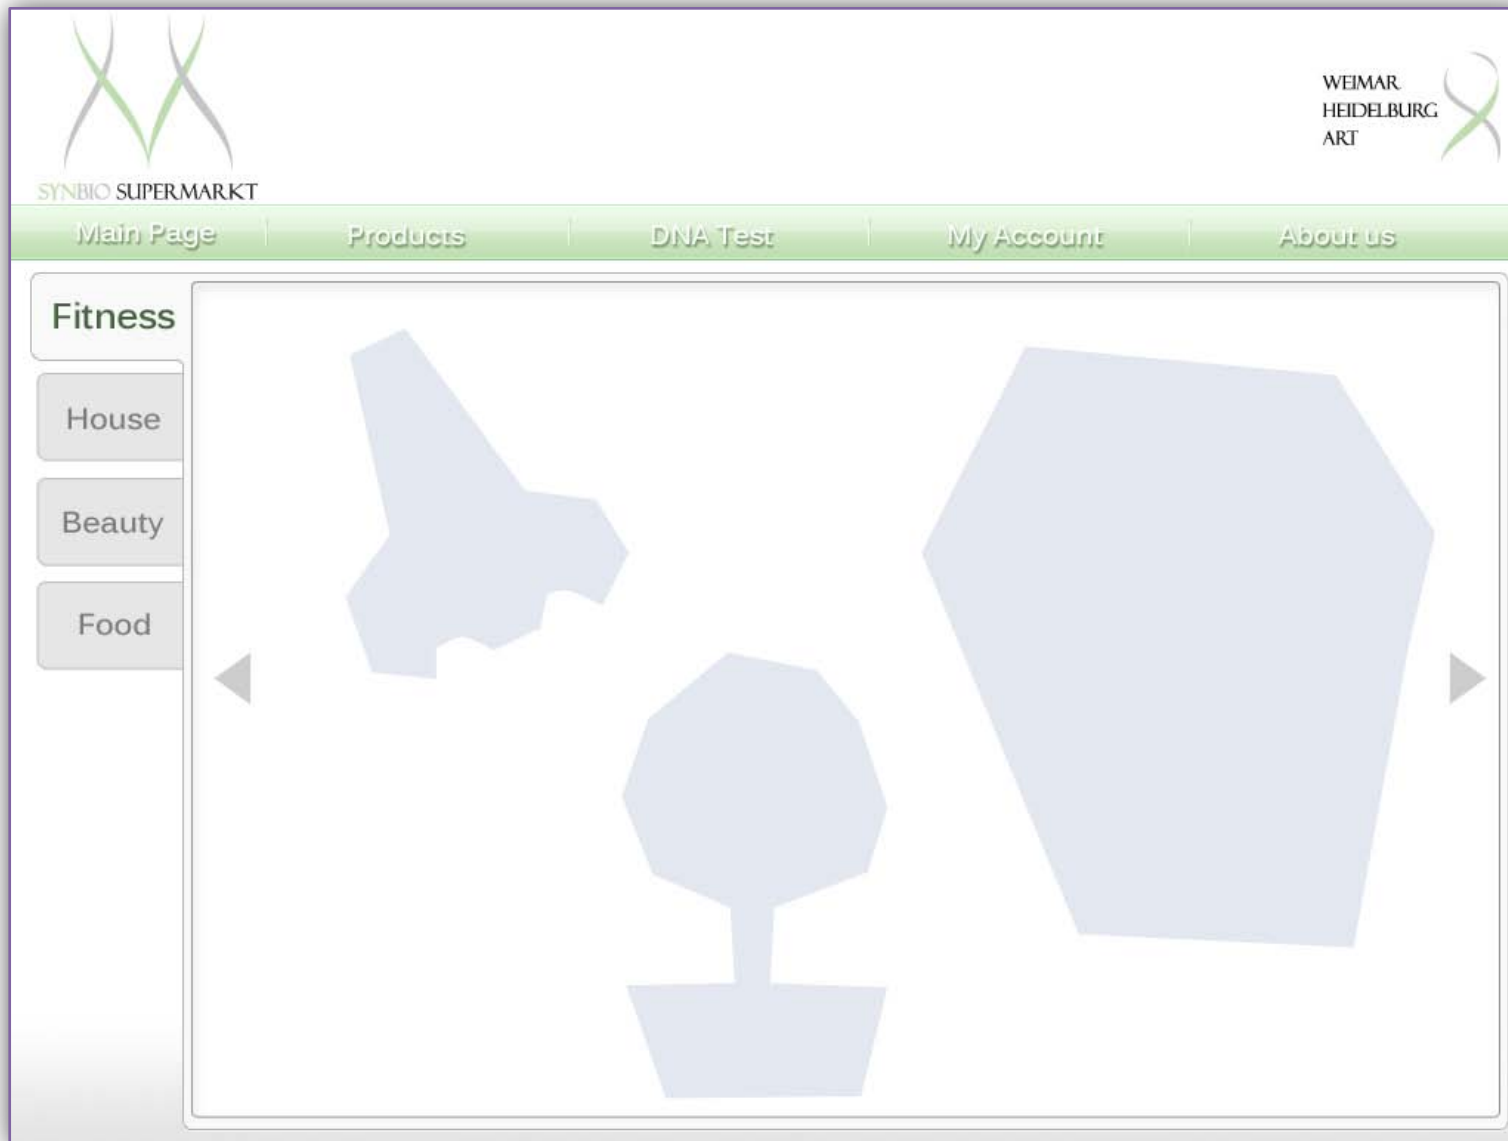 SYNBIO SUPERMARKT
WEIMAR
HEIDELBURG
ART
Main Page
Products
DNA Test
My Account
About us
Fitness
House
Beauty
Food